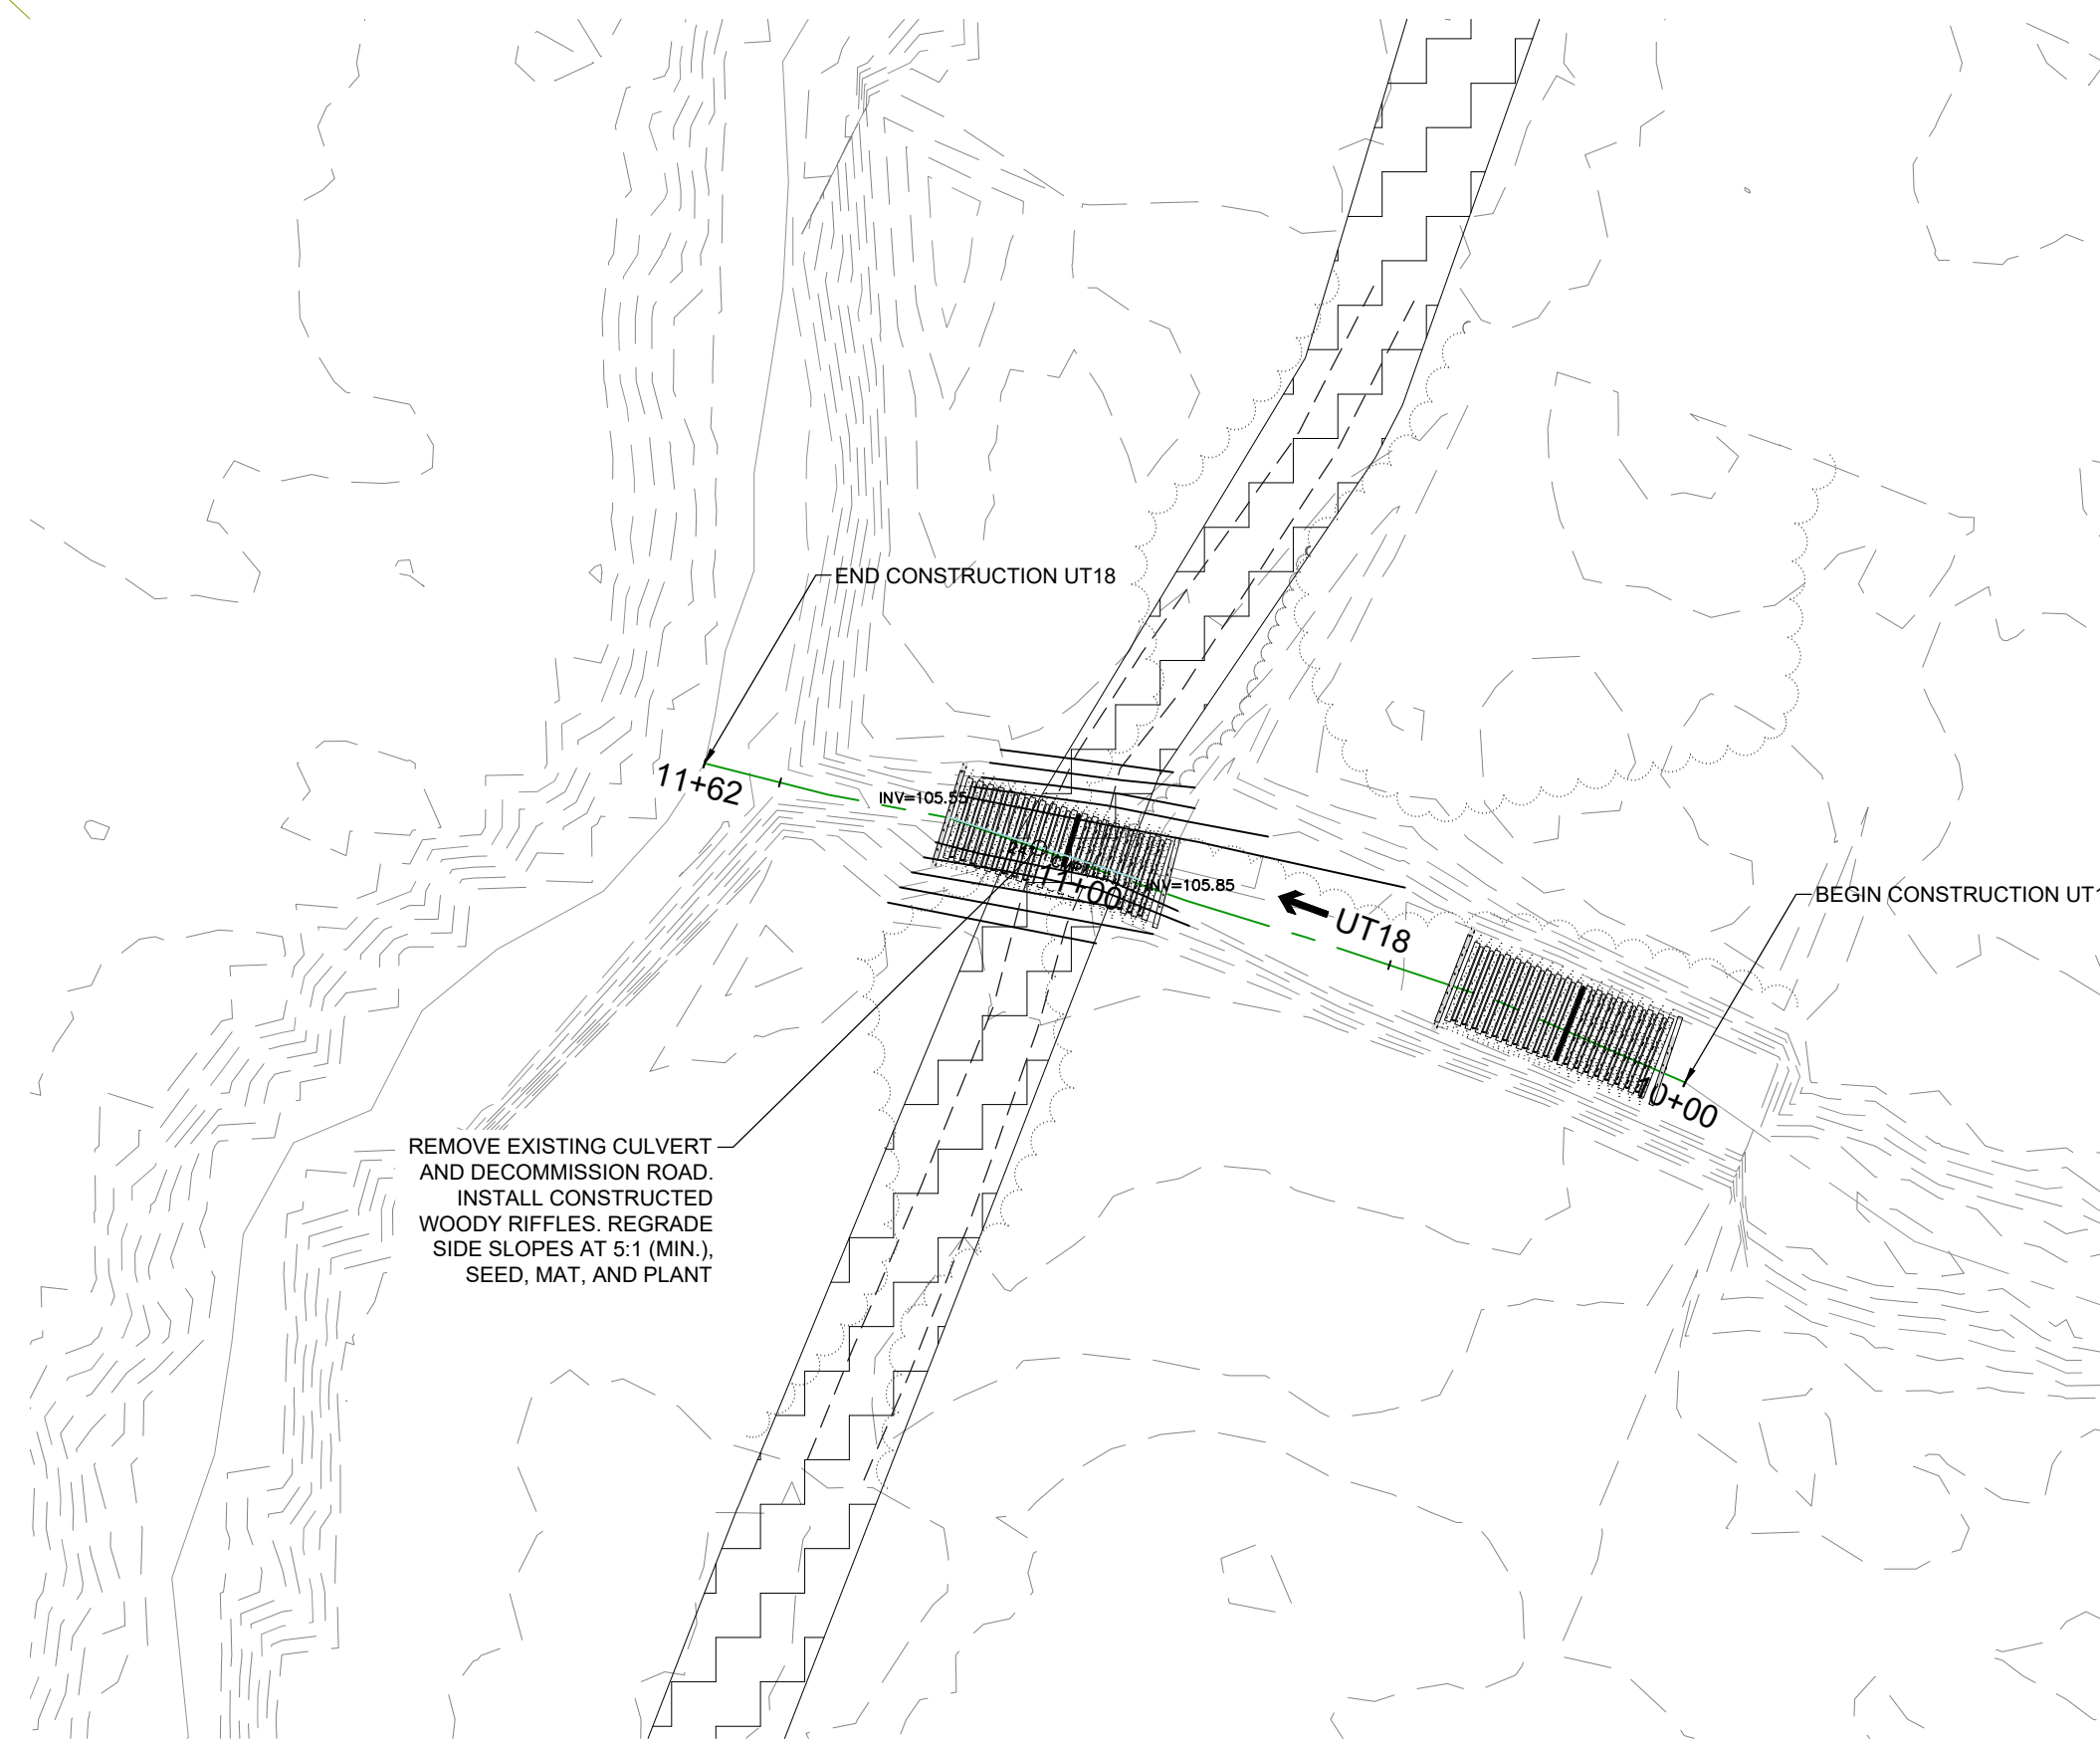 END CONSTRUCTION UT18
11+62
INV=105.55
11+00
INV=105.85
UT18
BEGIN CONSTRUCTION UT1
10+00
REMOVE EXISTING CULVERT
AND DECOMMISSION ROAD.
INSTALL CONSTRUCTED
WOODY RIFFLES. REGRADE
SIDE SLOPES AT 5:1 (MIN.),
SEED, MAT, AND PLANT